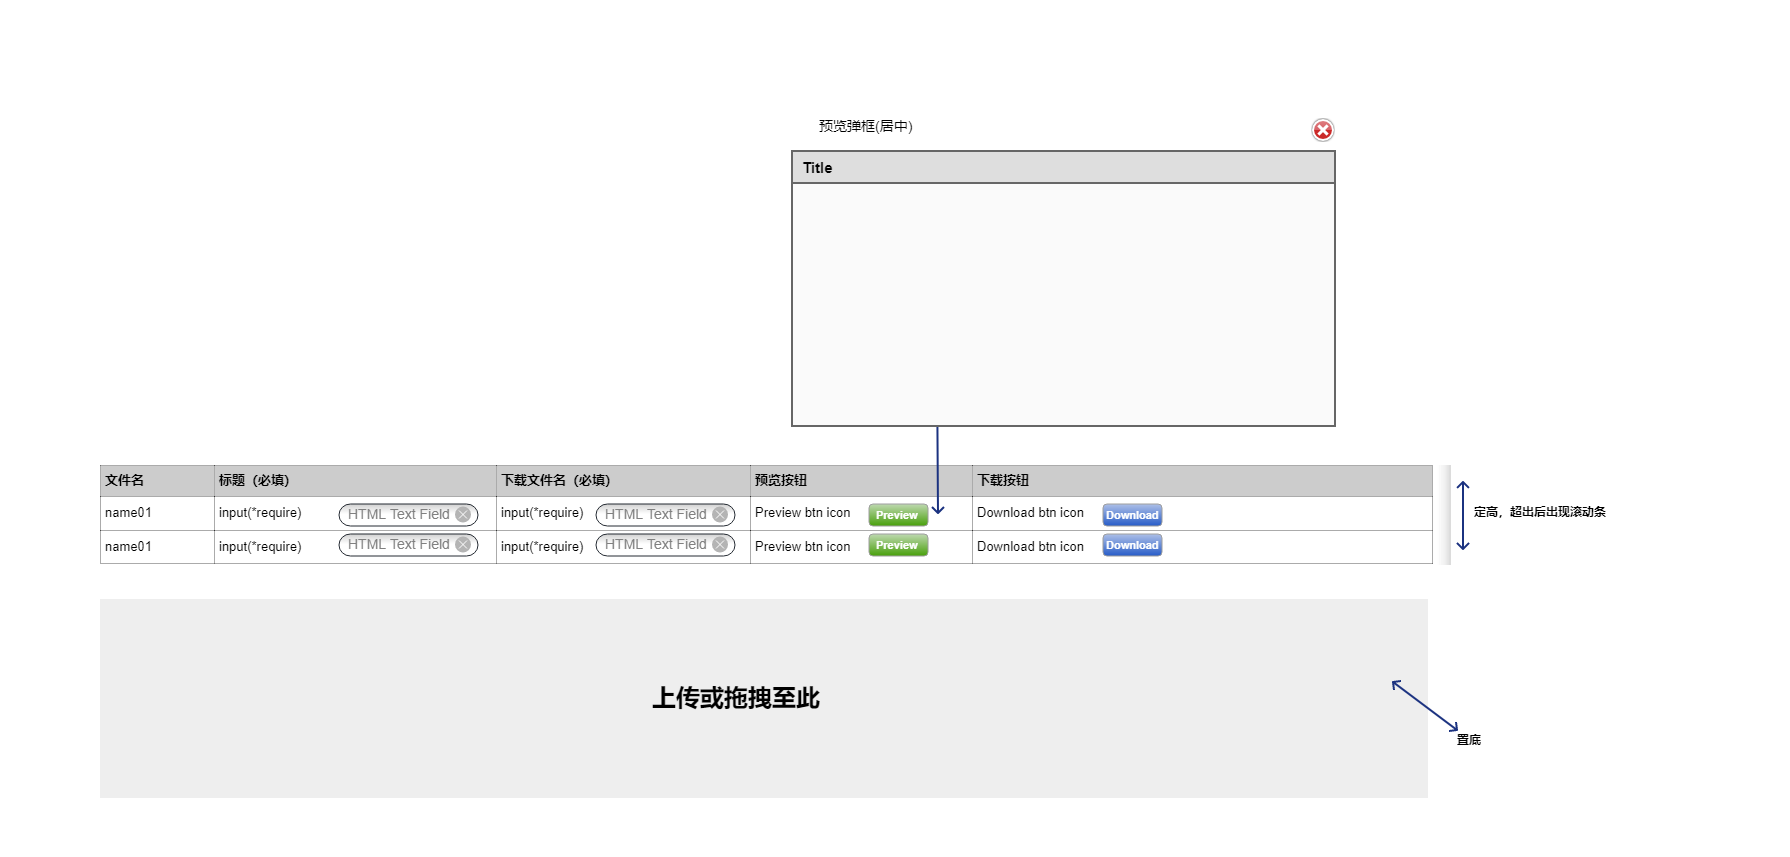 预览弹框(居中)
Title
文件名 标题（必填） 下载文件名（必填） 预览按钮 下载按钮
name01 input(*require) HTML Text Field input(*require) HTML Text Field Preview btn icon Preview Download btn icon Download
定高，超出后出现滚动条
name01 input(*require) HTML Text Field input(*require) HTML Text Field Preview btn icon Preview Download btn icon Download
上传或拖拽至此
置底